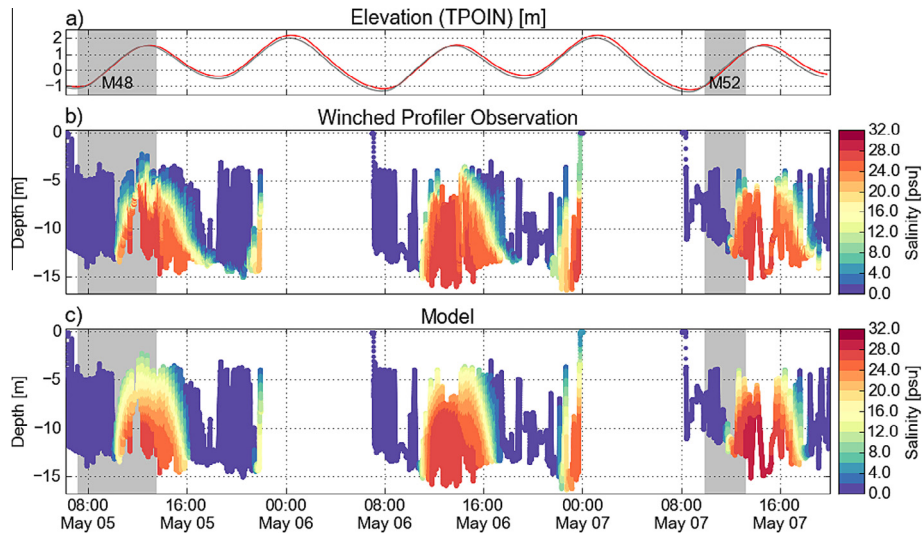 a) Elevation (TPOIN) [m]
2
1
0
−1
M48
M52
b) Winched Profiler Observation
0
−5
−10
−15
Depth [m]
32.0
28.0
24.0
20.0
16.0
12.0
8.0
4.0
0.0
Salinity [psu]
c) Model
0
−5
−10
−15
Depth [m]
32.0
28.0
24.0
20.0
16.0
12.0
8.0
4.0
0.0
Salinity [psu]
08:00 16:00 00:00 08:00 16:00 00:00 08:00 16:00
May 05 May 05 May 06 May 06 May 06 May 07 May 07 May 07